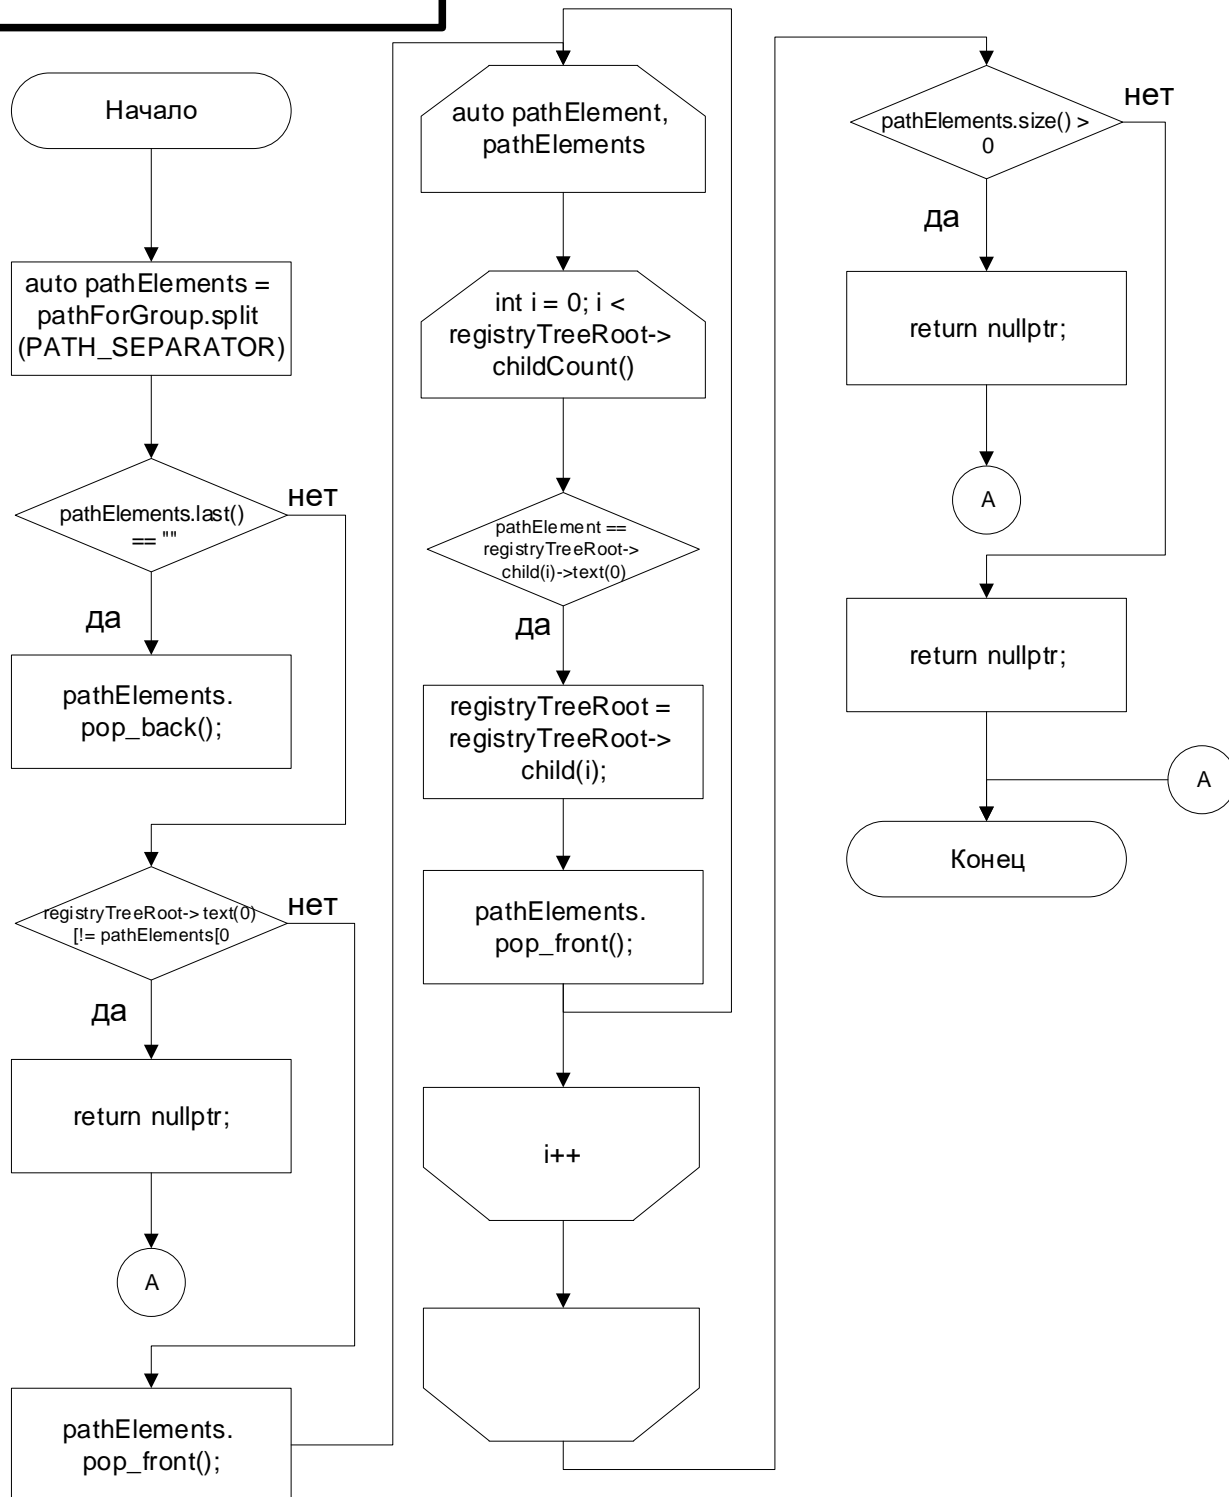 Начало
auto pathElements =
pathForGroup.split
(PATH_SEPARATOR)
pathElements.last()
== ""
нет
да
pathElements.
pop_back();
registryTreeRoot-> text(0)
[!= pathElements[0
нет
да
return nullptr;
A
pathElements.
pop_front();
auto pathElement,
pathElements
int i = 0; i <
registryTreeRoot->
childCount()
pathElement ==
registryTreeRoot->
child(i)->text(0)
да
registryTreeRoot =
registryTreeRoot->
child(i);
pathElements.
pop_front();
i++
pathElements.size() >
0
нет
да
return nullptr;
A
return nullptr;
A
Конец